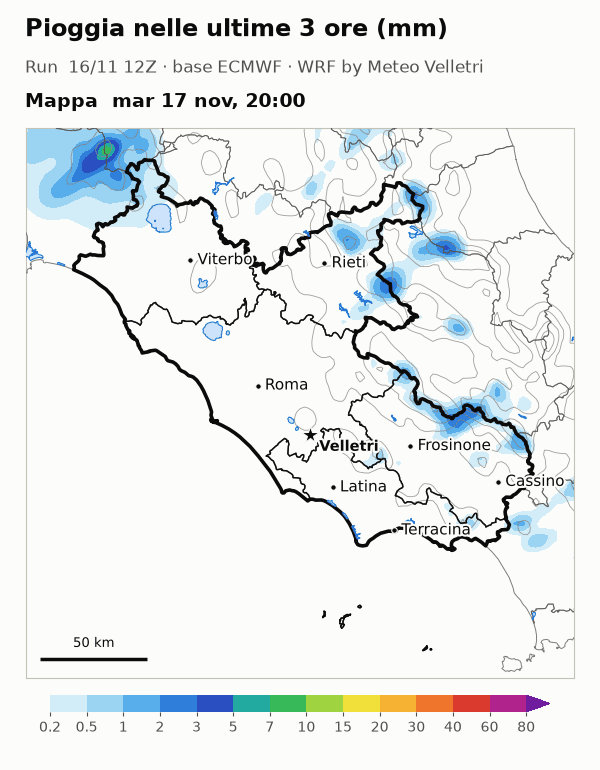 Pioggia nelle ultime 3 ore (mm)
Run  16/11 12Z · base ECMWF · WRF by Meteo Velletri
Mappa  mar 17 nov, 20:00
Viterbo
Rieti
Roma
Velletri
Frosinone
Cassino
Latina
Terracina
50 km
0.2 0.5 1 2 3 5 7 10 15 20 30 40 60 80